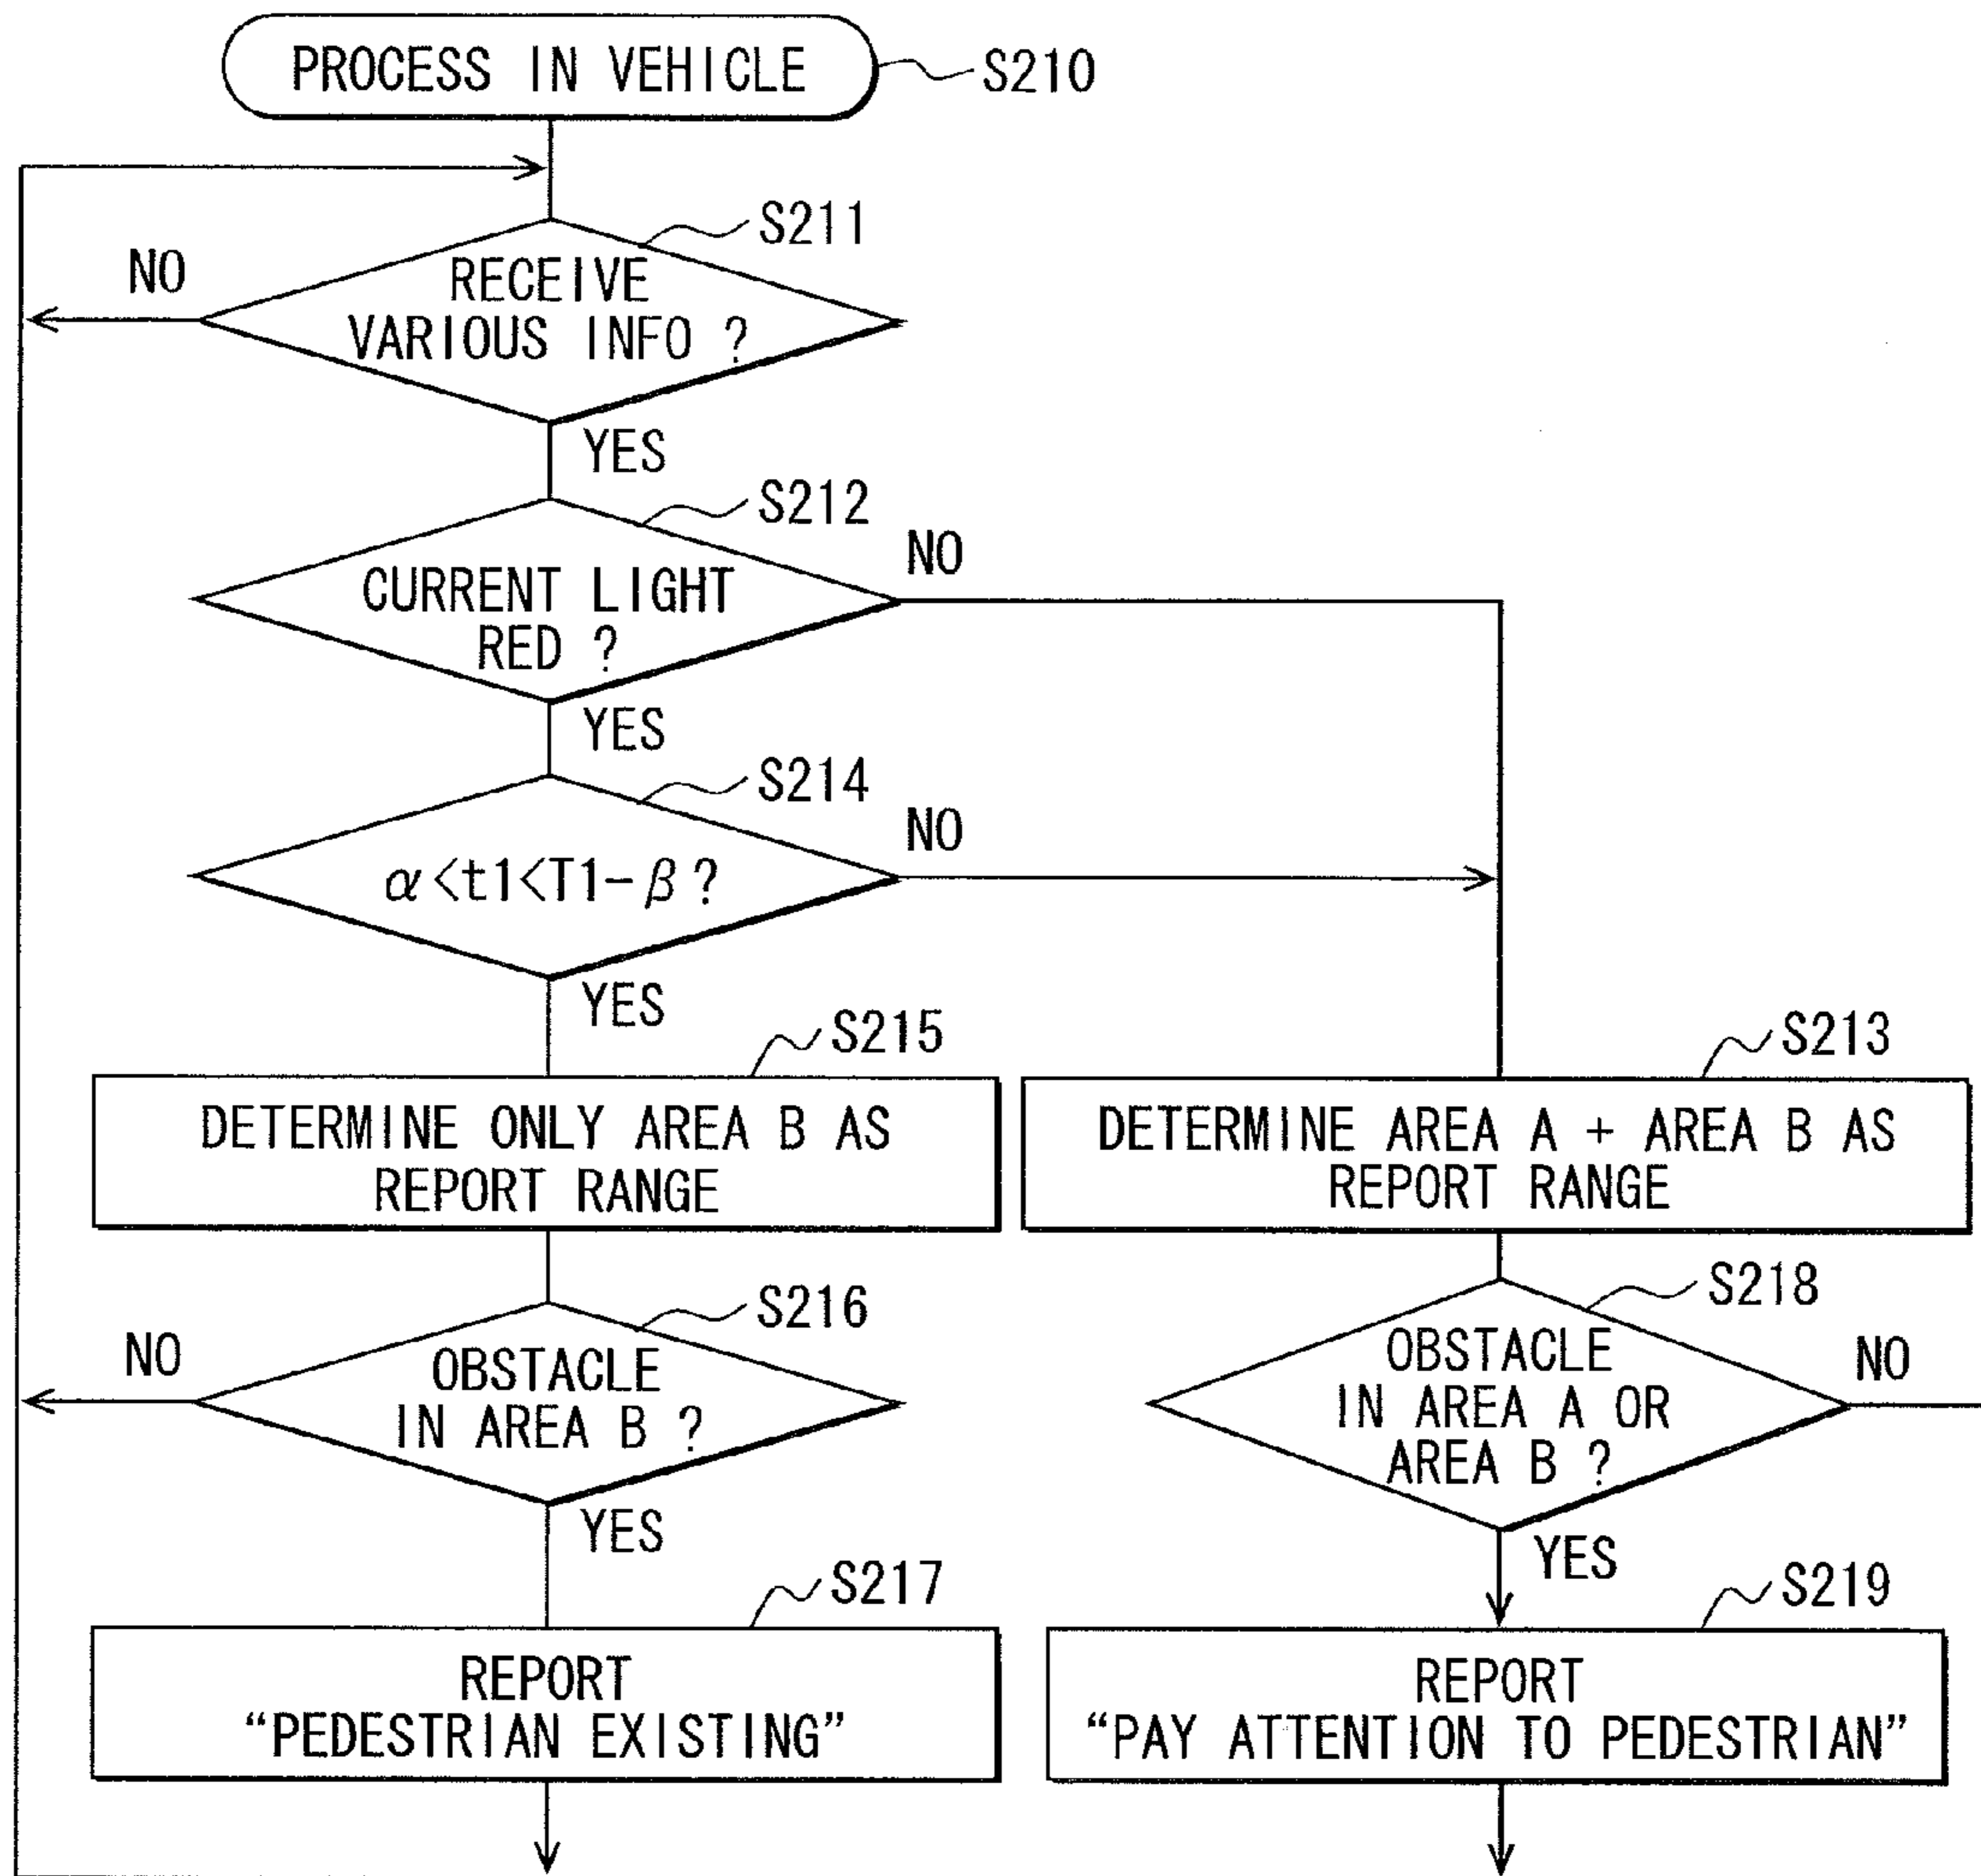 PROCESS IN VEHICLE
S210
S211
NO
RECEIVE
VARIOUS INFO ?
YES
S212
NO
CURRENT LIGHT
RED ?
YES
S214
NO
α<t1<T1-β?
YES
S215
DETERMINE ONLY AREA B AS
REPORT RANGE
S213
DETERMINE AREA A + AREA B AS
REPORT RANGE
S216
NO
OBSTACLE
IN AREA B ?
YES
S218
NO
OBSTACLE
IN AREA A OR
AREA B ?
YES
S217
REPORT
“PEDESTRIAN EXISTING”
S219
REPORT
“PAY ATTENTION TO PEDESTRIAN”